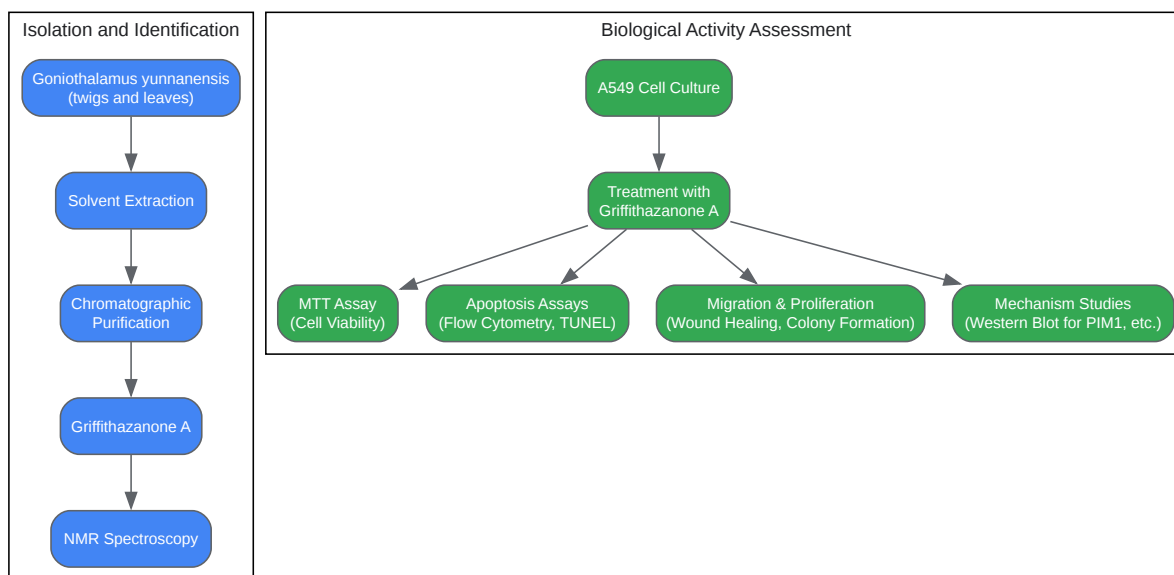 Isolation and Identification
Goniothalamus yunnanensis
(twigs and leaves)
Solvent Extraction
Chromatographic
Purification
Griffithazanone A
NMR Spectroscopy
Biological Activity Assessment
A549 Cell Culture
Treatment with
Griffithazanone A
MTT Assay
(Cell Viability)
Apoptosis Assays
(Flow Cytometry, TUNEL)
Migration & Proliferation
(Wound Healing, Colony Formation)
Mechanism Studies
(Western Blot for PIM1, etc.)